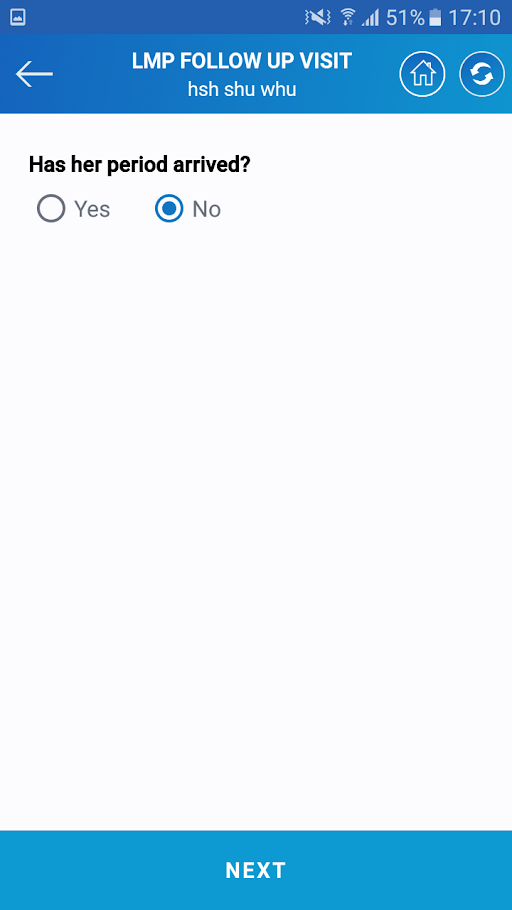 51% 17:10
LMP FOLLOW UP VISIT
hsh shu whu
Has her period arrived?
Yes No
NEXT